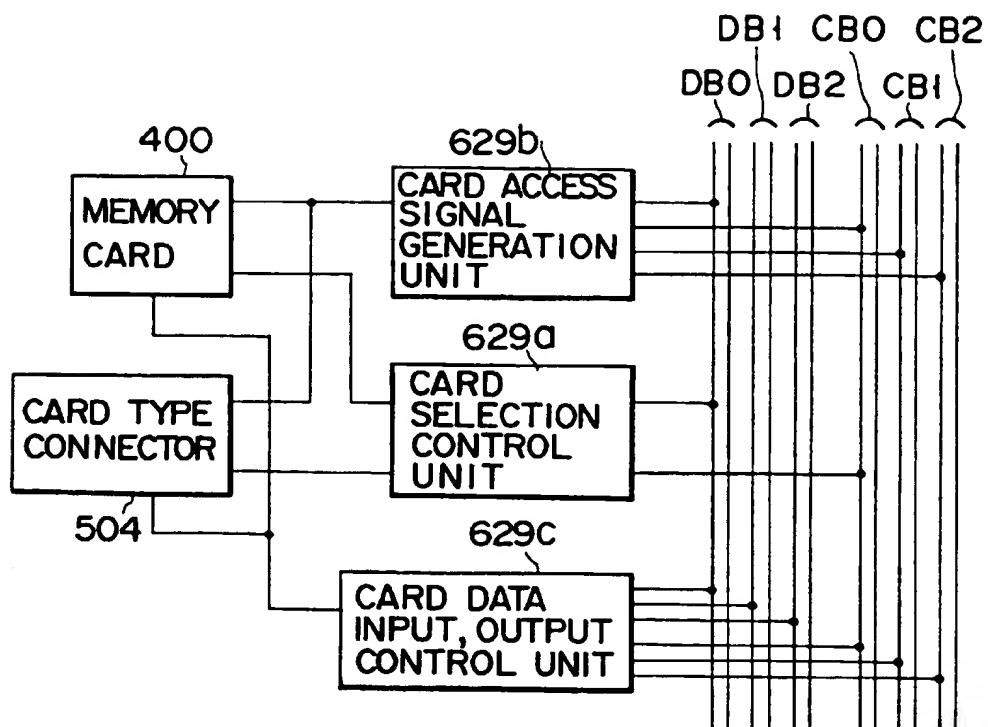 DB1 CB0 CB2
DB0 DB2 CB1
400
629b
MEMORY
CARD
CARD ACCESS
SIGNAL
GENERATION
UNIT
629a
CARD TYPE
CONNECTOR
504
CARD
SELECTION
CONTROL
UNIT
629c
CARD DATA
INPUT, OUTPUT
CONTROL UNIT